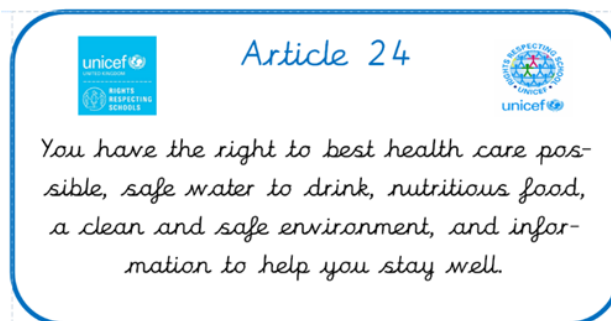 unicef
UNITED KINGDOM
RIGHTS
RESPECTING
SCHOOLS
Article 24
RIGHTS RESPECTING SCHOOL
UNICEF
unicef
You have the right to best health care pos-
sible, safe water to drink, nutritious food,
a clean and safe environment, and infor-
mation to help you stay well.